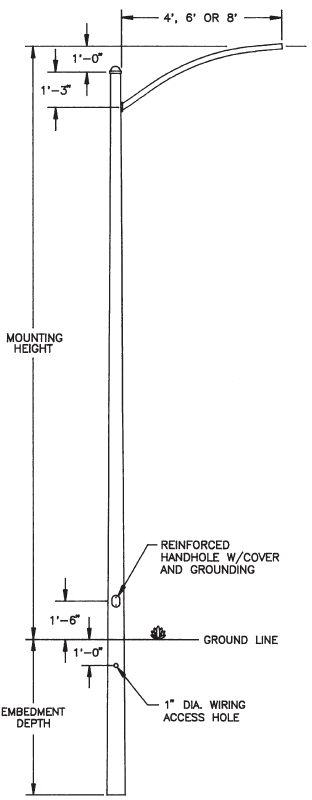 4', 6' OR 8'
1'-0"
1'-3"
MOUNTING
HEIGHT
REINFORCED
HANDHOLE W/COVER
AND GROUNDING
1'-6"
GROUND LINE
1'-0"
EMBEDMENT
DEPTH
1" DIA. WIRING
ACCESS HOLE